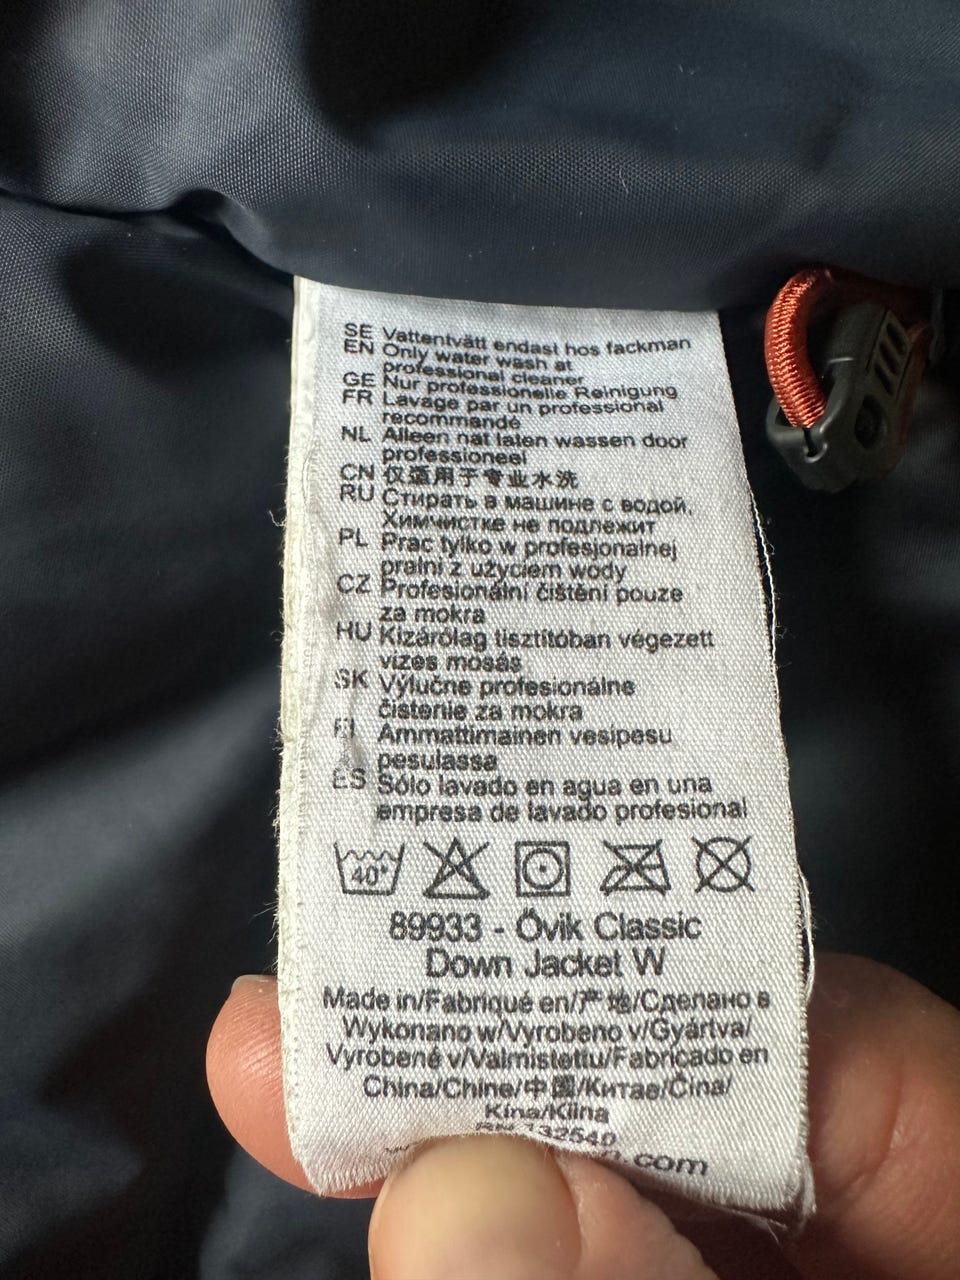 SE Vattentvätt endast hos fackman
EN Only water wash at
professional cleaner
GE Nur professionelle Reinigung
FR Lavage par un professional
recommandé
NL Alleen nat laten wassen door
professioneel
CN 仅适用于专业水洗
RU Стирать в машине с водой,
Химчистке не подлежит
PL Prac tylko w profesjonalnej
pralni z użyciem wody
CZ Profesionální čištění pouze
za mokra
HU Kizárólag tisztítóban végezett
vizes mosás
SK Výlučne profesionálne
čistenie za mokra
FI Ammattimainen vesipesu
pesulassa
ES Sólo lavado en agua en una
empresa de lavado profesional
40°
89933 - Övik Classic
Down Jacket W
Made in/Fabriqué en/产地/Сделано в
Wykonano w/Vyrobeno v/Gyártva/
Vyrobené v/Valmistettu/Fabricado en
China/Chine/中国/Китае/Čína/
Kína/Kiina
RN 132540
.com